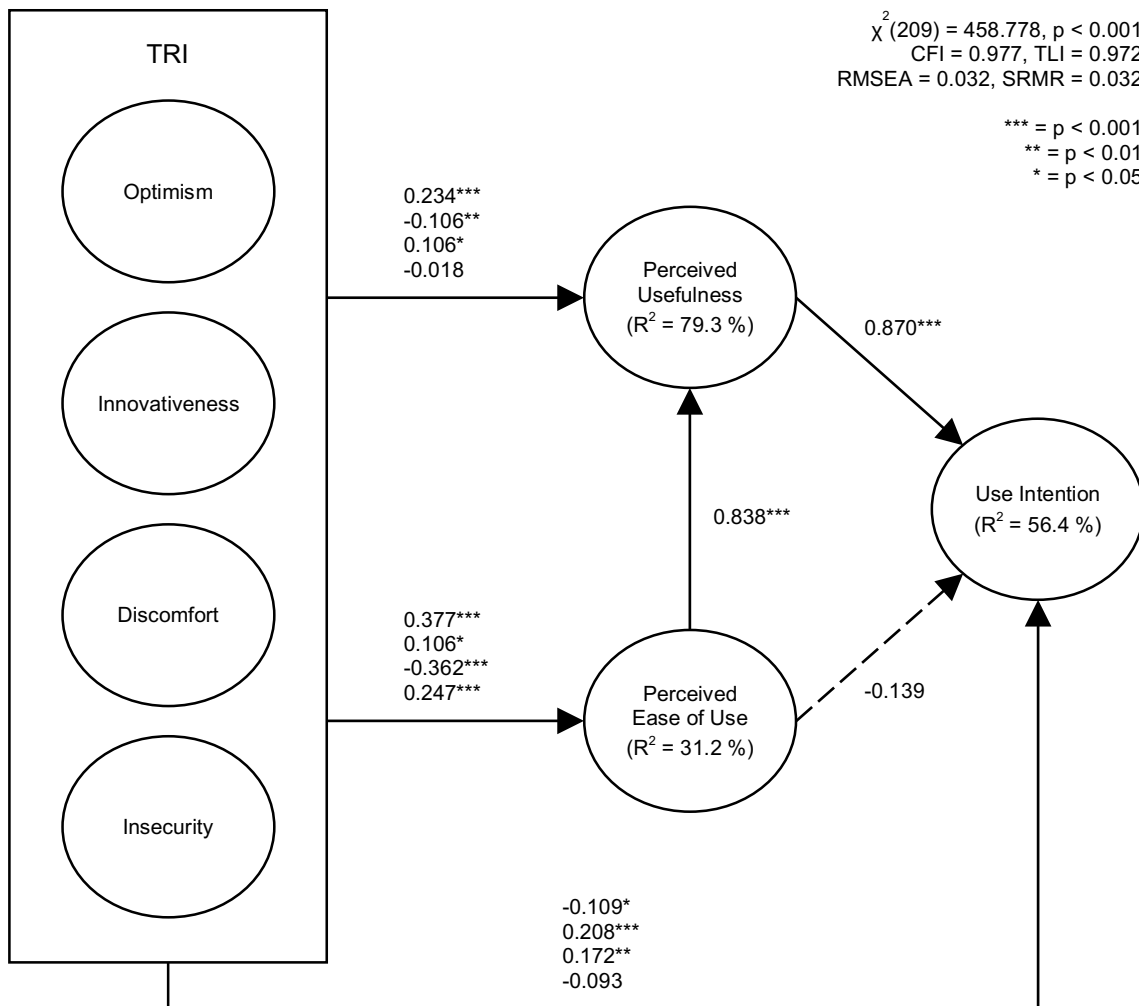 χ²(209) = 458.778, p < 0.001
CFI = 0.977, TLI = 0.972
RMSEA = 0.032, SRMR = 0.032
*** = p < 0.001
** = p < 0.01
* = p < 0.05
TRI
Optimism
Innovativeness
Discomfort
Insecurity
0.234***
-0.106**
0.106*
-0.018
Perceived
Usefulness
(R² = 79.3 %)
0.870***
0.838***
Use Intention
(R² = 56.4 %)
0.377***
0.106*
-0.362***
0.247***
Perceived
Ease of Use
(R² = 31.2 %)
-0.139
-0.109*
0.208***
0.172**
-0.093